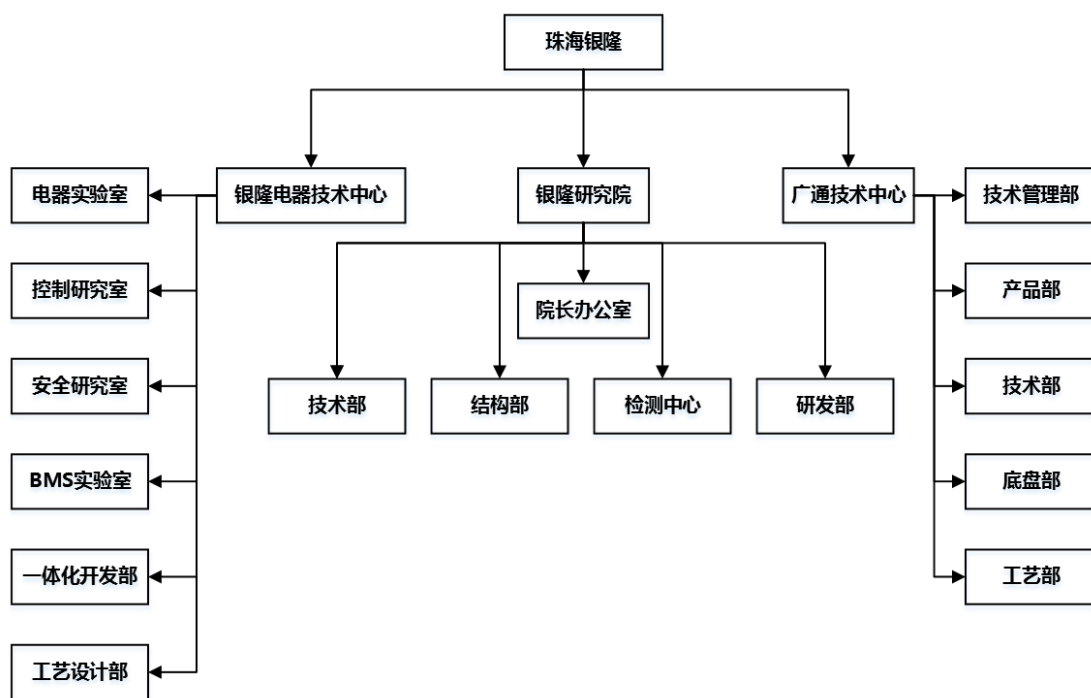 珠海银隆
电器实验室
银隆电器技术中心
银隆研究院
广通技术中心
技术管理部
控制研究室
院长办公室
产品部
安全研究室
技术部
结构部
检测中心
研发部
技术部
BMS实验室
底盘部
一体化开发部
工艺部
工艺设计部